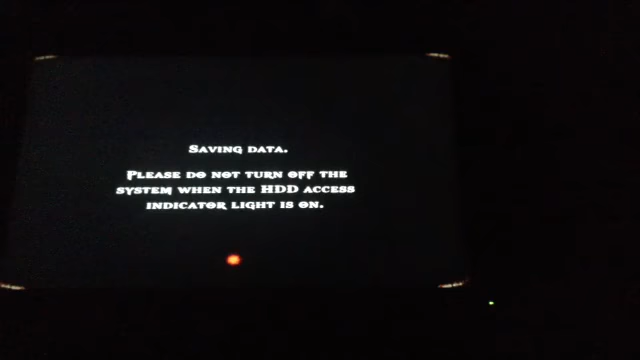 Saving data.
Please do not turn off the
system when the HDD access
indicator light is on.